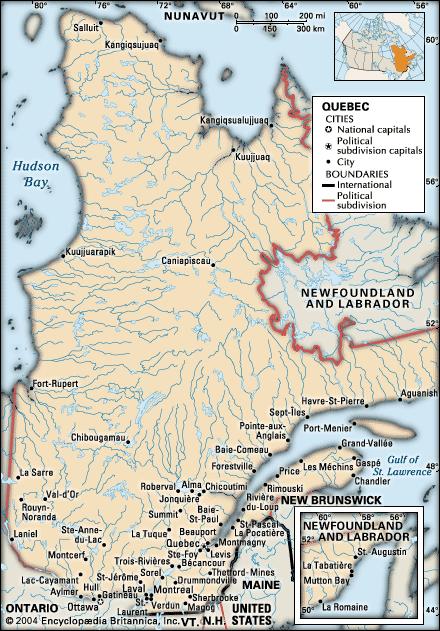 80°
76°
72°
NUNAVUT
68°
64°
60°
56°
0 100 200 mi
0 150 300 km
Salluit
Kangiqsujuaq
60°
QUEBEC
CITIES
National capitals
Political
subdivision capitals
City
BOUNDARIES
International
Political
subdivision
Kangiqsualujjuaq
Kuujjuaq
Hudson
Bay
56°
Kuujjuarapik
Caniapiscau
NEWFOUNDLAND
AND LABRADOR
52°
Fort-Rupert
Aguanish
Havre-St-Pierre
Sept-Îles
Port-Menier
Pointe-aux-
Anglais
Chibougamau
Grand-Vallée
Baie-Comeau
Gulf of
St. Lawrence
Gaspé
Forestville
Price
Les Méchins
48°
La Sarre
Chandler
Roberval
Alma
Chicoutimi
Rimouski
Jonquière
Rivière
du-Loup
NEW BRUNSWICK
Val-d'Or
Rouyn-
Noranda
Baie-
St-Paul
Summit
St-Pascal
La Pocatière
Ste-Anne-
du-Lac
La Tuque
Beauport
Laniel
Quebec
Montmagny
Ste-Foy
Lévis
Montcerf
Trois-Rivières
Bécancour
Thetford-Mines
Lac-Cayamant
St-Jérôme
Sorel
Drummondville
MAINE
Hull
Laval
Aylmer
Gatineau
Montreal
Sherbrooke
Ottawa
St-
Laurent
Verdun
Magog
ONTARIO
VT.
N.H.
UNITED
STATES
60°
58°
56°
NEWFOUNDLAND
AND LABRADOR
52°
St-Augustin
La Tabatière
Mutton Bay
50°
La Romaine
© 2004 Encyclopædia Britannica, Inc.